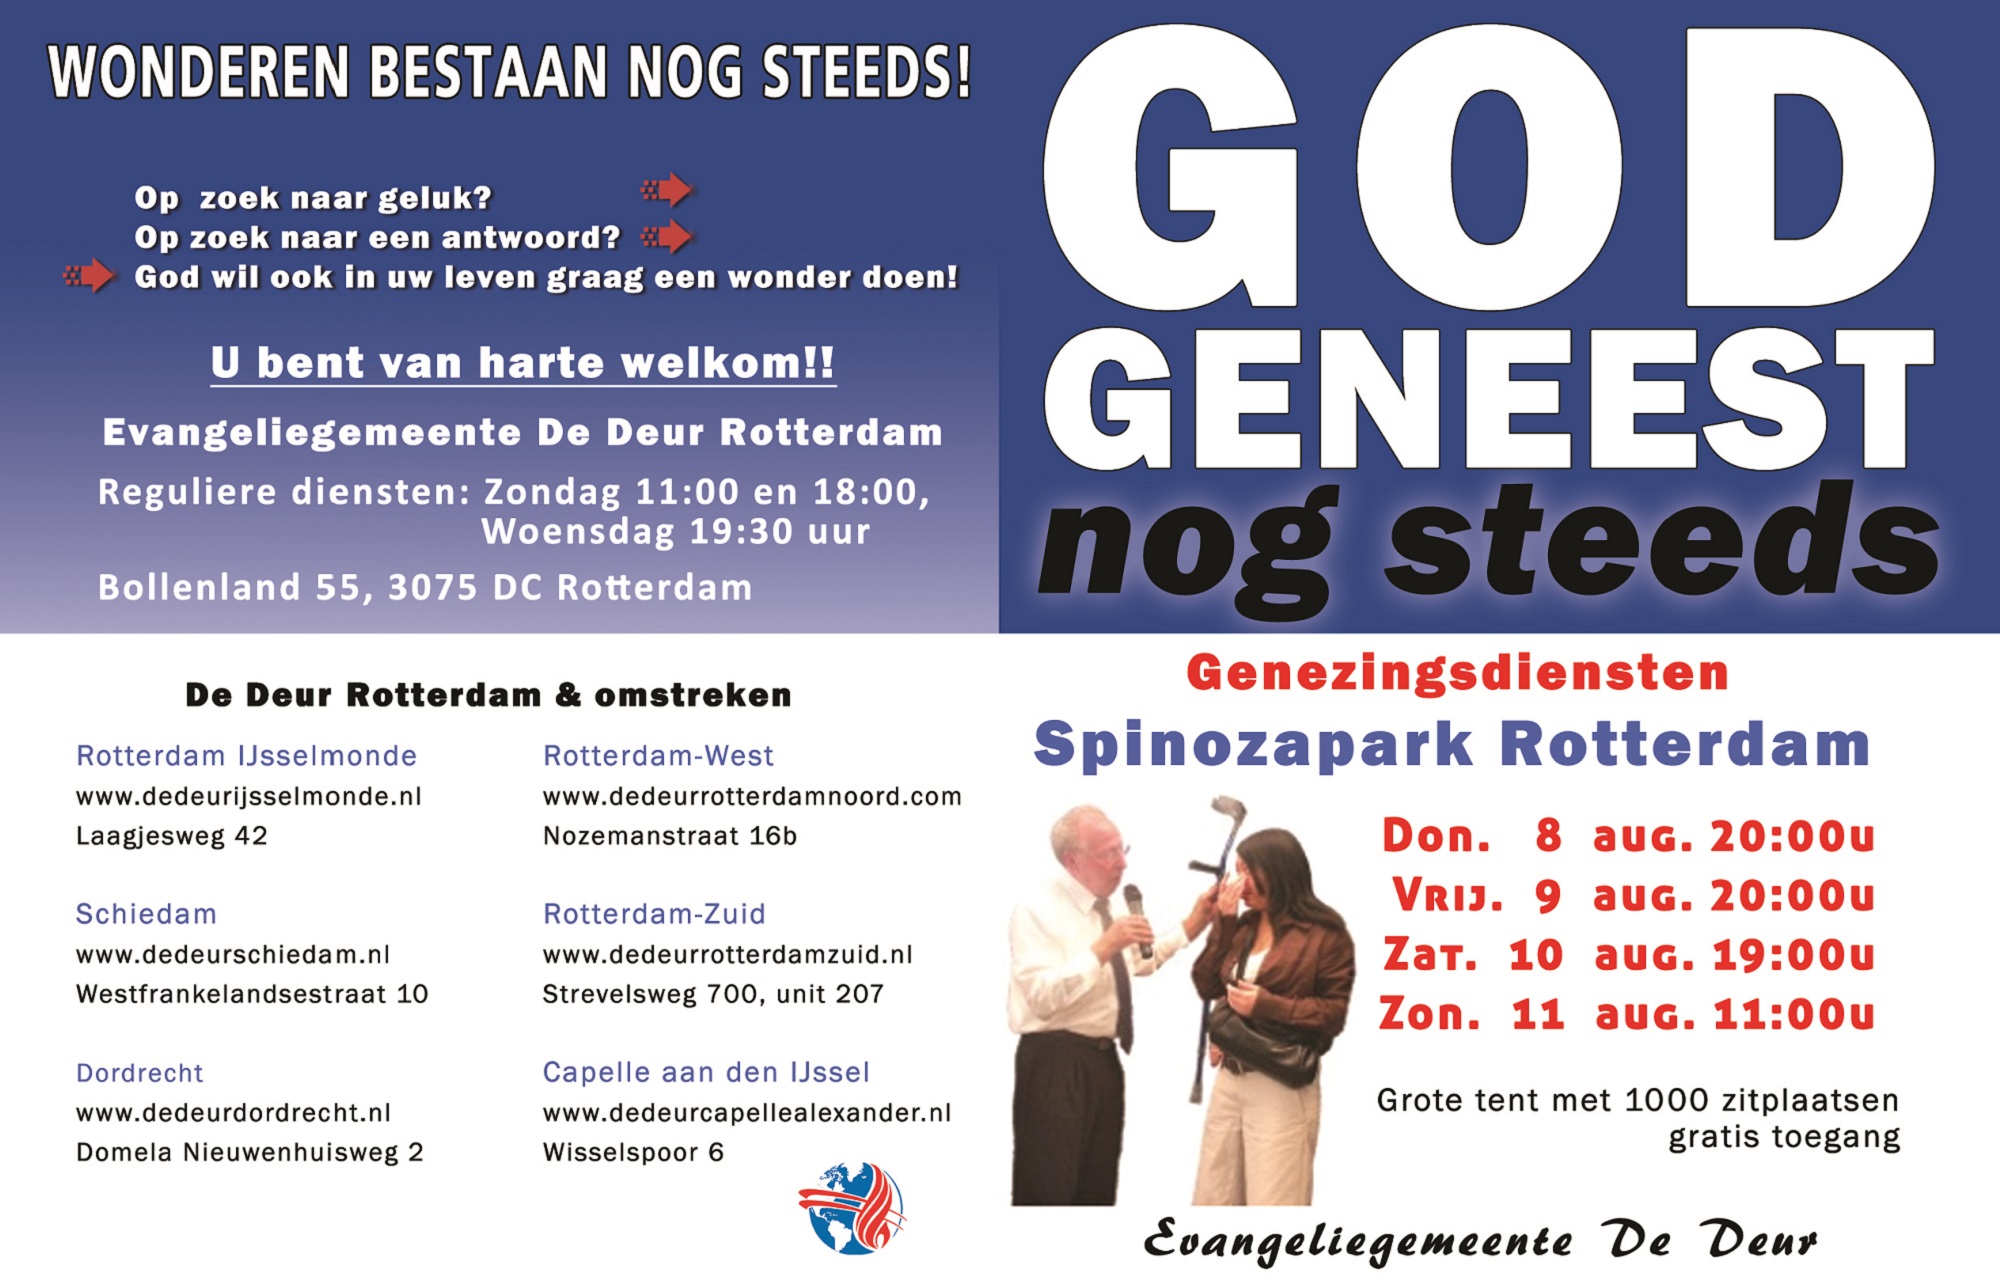 WONDEREN BESTAAN NOG STEEDS!
Op zoek naar geluk?
Op zoek naar een antwoord?
God wil ook in uw leven graag een wonder doen!
U bent van harte welkom!!
Evangeliegemeente De Deur Rotterdam
Reguliere diensten: Zondag 11:00 en 18:00,
Woensdag 19:30 uur
Bollenland 55, 3075 DC Rotterdam
De Deur Rotterdam & omstreken
Rotterdam IJsselmonde
www.dedeurijsselmonde.nl
Laagjesweg 42
Schiedam
www.dedeurschiedam.nl
Westfrankelandsestraat 10
Dordrecht
www.dedeurdordrecht.nl
Domela Nieuwenhuisweg 2
Rotterdam-West
www.dedeurrotterdamnoord.com
Nozemanstraat 16b
Rotterdam-Zuid
www.dedeurrotterdamzuid.nl
Strevelsweg 700, unit 207
Capelle aan den IJssel
www.dedeurcapellealexander.nl
Wisselspoor 6
GOD
GENEEST
nog steeds
Genezingsdiensten
Spinozapark Rotterdam
Don. 8 aug. 20:00u
Vrij. 9 aug. 20:00u
Zat. 10 aug. 19:00u
Zon. 11 aug. 11:00u
Grote tent met 1000 zitplaatsen
gratis toegang
Evangeliegemeente De Deur